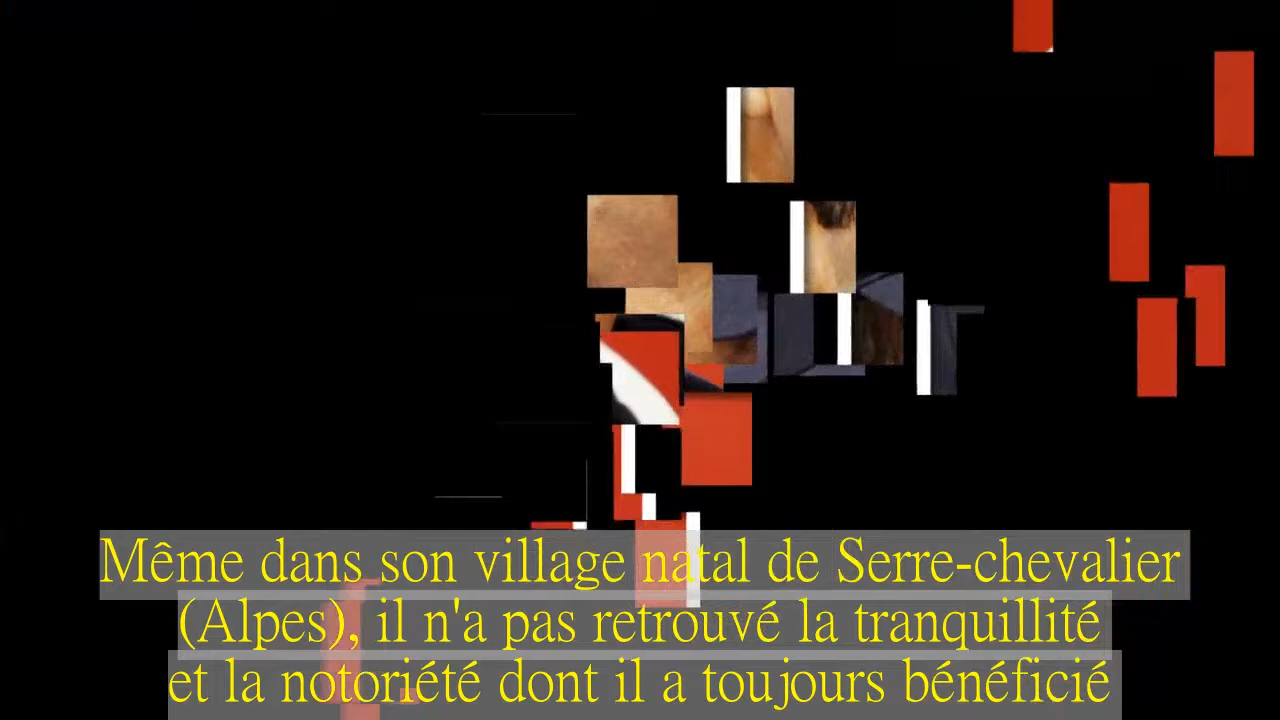 Même dans son village natal de Serre-chevalier
(Alpes), il n'a pas retrouvé la tranquillité
et la notoriété dont il a toujours bénéficié